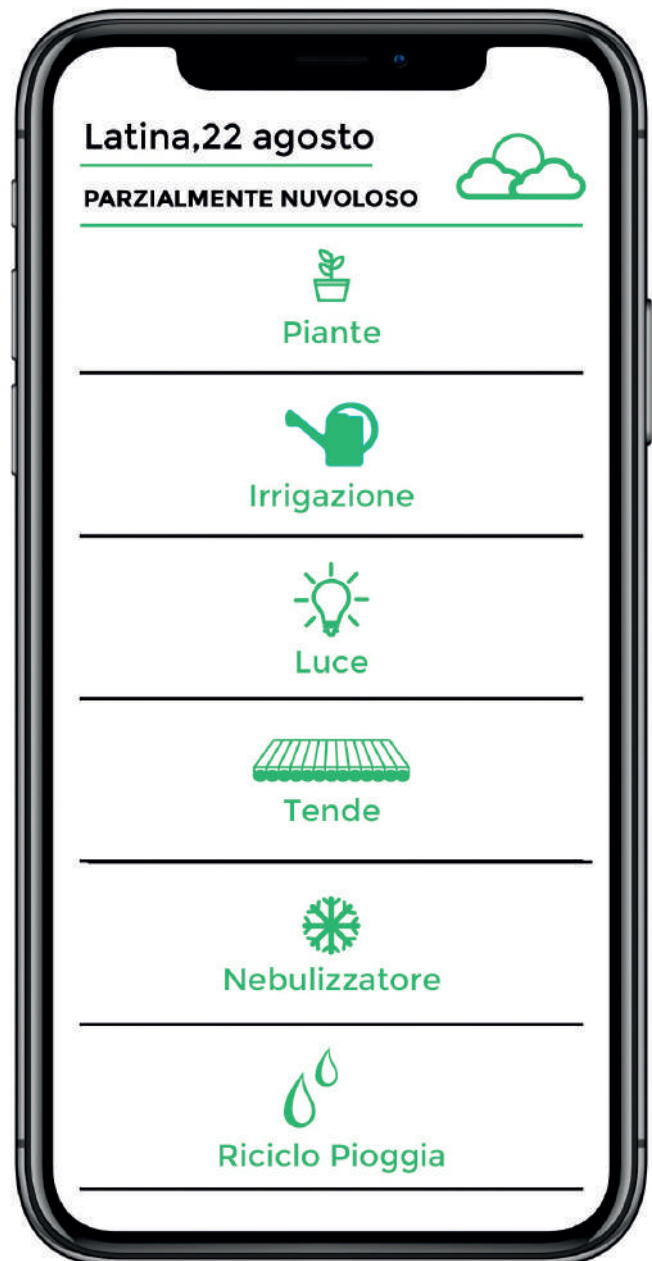 Latina,22 agosto
PARZIALMENTE NUVOLOSO
Piante
Irrigazione
Luce
Tende
Nebulizzatore
Riciclo Pioggia